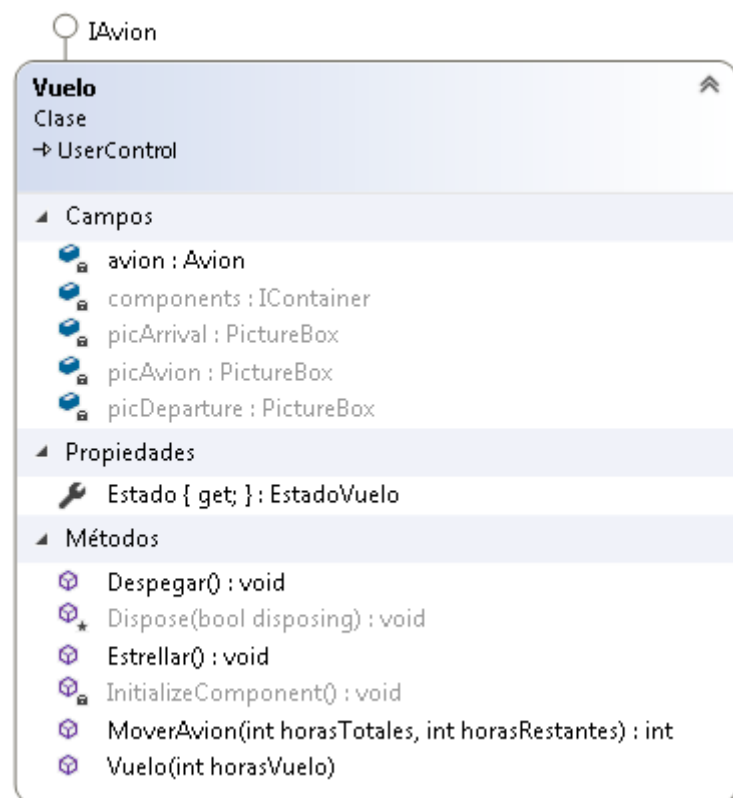 IAvion
Vuelo
Clase
UserControl
Campos
avion : Avion
components : IContainer
picArrival : PictureBox
picAvion : PictureBox
picDeparture : PictureBox
Propiedades
Estado { get; } : EstadoVuelo
Métodos
Despegar() : void
Dispose(bool disposing) : void
Estrellar() : void
InitializeComponent() : void
MoverAvion(int horasTotales, int horasRestantes) : int
Vuelo(int horasVuelo)